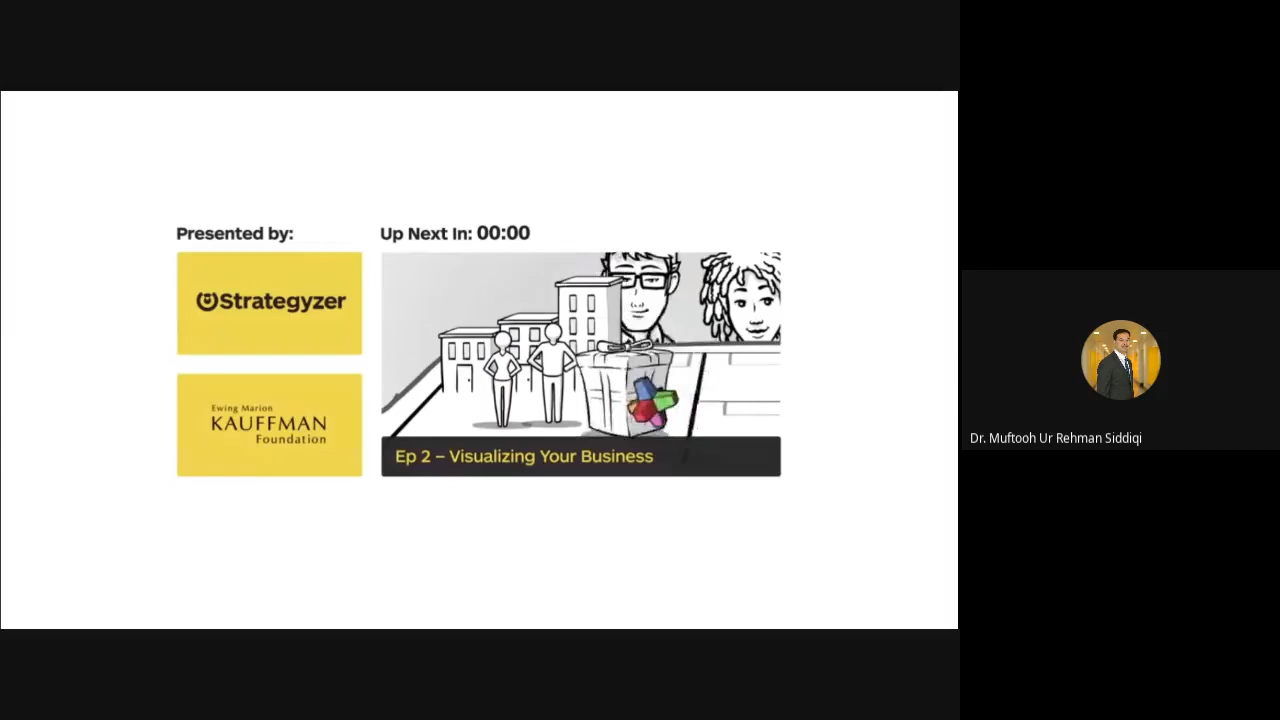 Presented by:
Up Next In: 00:00
Strategyzer
Ewing Marion
KAUFFMAN
Foundation
Ep 2 – Visualizing Your Business
Dr. Muftooh Ur Rehman Siddiqi